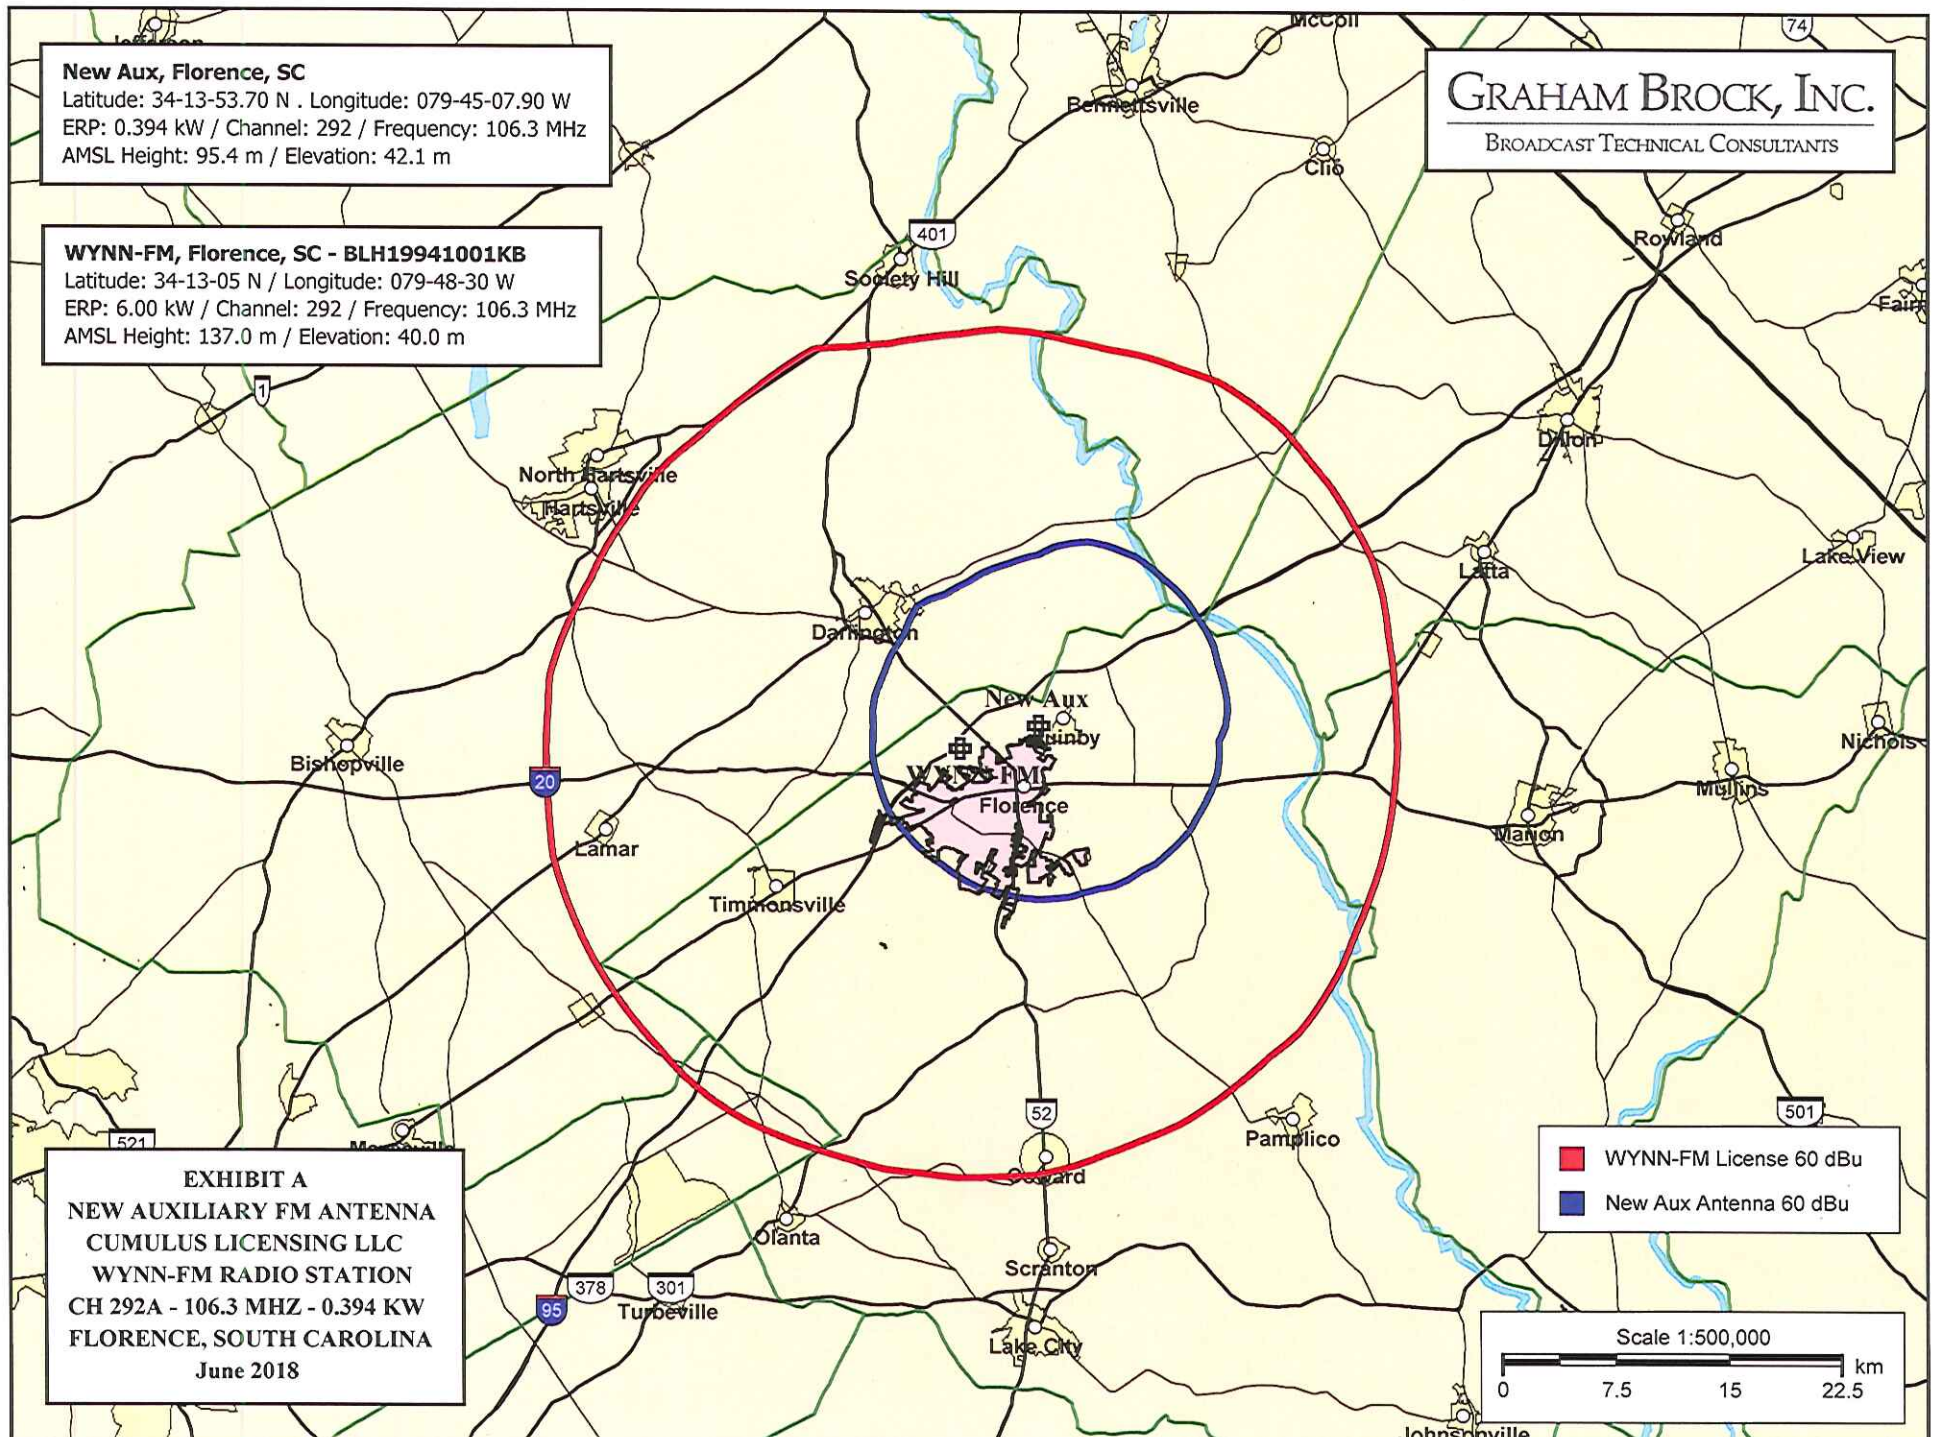 McColl
74
Jefferson
New Aux, Florence, SC
Latitude: 34-13-53.70 N . Longitude: 079-45-07.90 W
ERP: 0.394 kW / Channel: 292 / Frequency: 106.3 MHz
AMSL Height: 95.4 m / Elevation: 42.1 m
GRAHAM BROCK, INC.
BROADCAST TECHNICAL CONSULTANTS
Bennettsville
Clio
WYNN-FM, Florence, SC - BLH19941001KB
Latitude: 34-13-05 N / Longitude: 079-48-30 W
ERP: 6.00 kW / Channel: 292 / Frequency: 106.3 MHz
AMSL Height: 137.0 m / Elevation: 40.0 m
401
Rowland
Society Hill
1
Dillon
North Hartsville
Hartsville
Lake View
Latta
Darlington
New Aux
Quinby
Nichols
Bishopville
20
WYNN-FM
Florence
Mullins
Marion
Lamar
Timmonsville
52
501
521
Pamplico
Coward
WYNN-FM License 60 dBu
New Aux Antenna 60 dBu
EXHIBIT A
NEW AUXILIARY FM ANTENNA
CUMULUS LICENSING LLC
WYNN-FM RADIO STATION
CH 292A - 106.3 MHZ - 0.394 KW
FLORENCE, SOUTH CAROLINA
June 2018
Olanta
Scranton
378
301
95
Turbeville
Lake City
Scale 1:500,000
km
0 7.5 15 22.5
Johnsonville